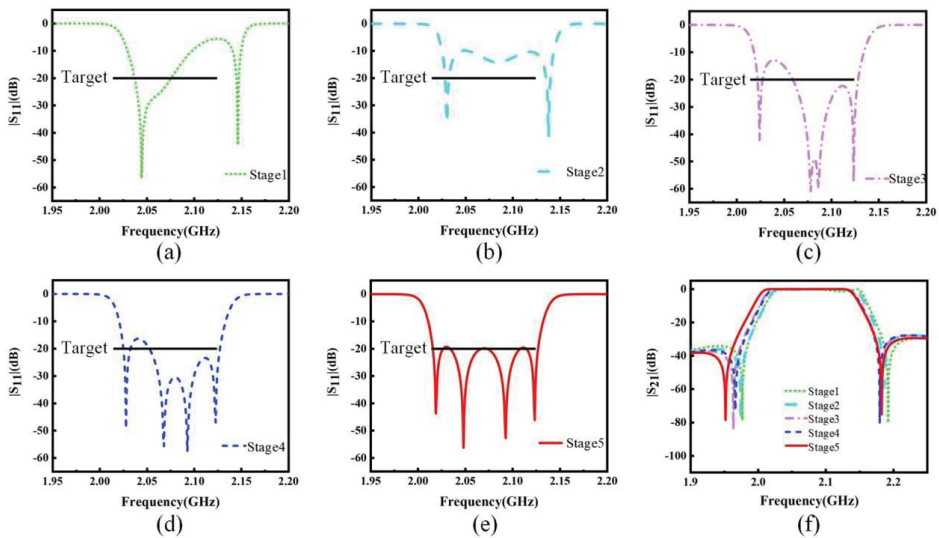 0
-10
-20
-30
-40
-50
-60
|S11|(dB)
Target
Stage1
1.95 2.00 2.05 2.10 2.15 2.20
Frequency(GHz)
(a)
0
-10
-20
-30
-40
-50
-60
|S11|(dB)
Target
Stage2
1.95 2.00 2.05 2.10 2.15 2.20
Frequency(GHz)
(b)
0
-10
-20
-30
-40
-50
-60
|S11|(dB)
Target
Stage3
1.95 2.00 2.05 2.10 2.15 2.20
Frequency(GHz)
(c)
0
-10
-20
-30
-40
-50
-60
|S11|(dB)
Target
Stage4
1.95 2.00 2.05 2.10 2.15 2.20
Frequency(GHz)
(d)
0
-10
-20
-30
-40
-50
-60
|S11|(dB)
Target
Stage5
1.95 2.00 2.05 2.10 2.15 2.20
Frequency(GHz)
(e)
0
-20
-40
-60
-80
-100
|S21|(dB)
Stage1
Stage2
Stage3
Stage4
Stage5
1.9 2.0 2.1 2.2
Frequency(GHz)
(f)